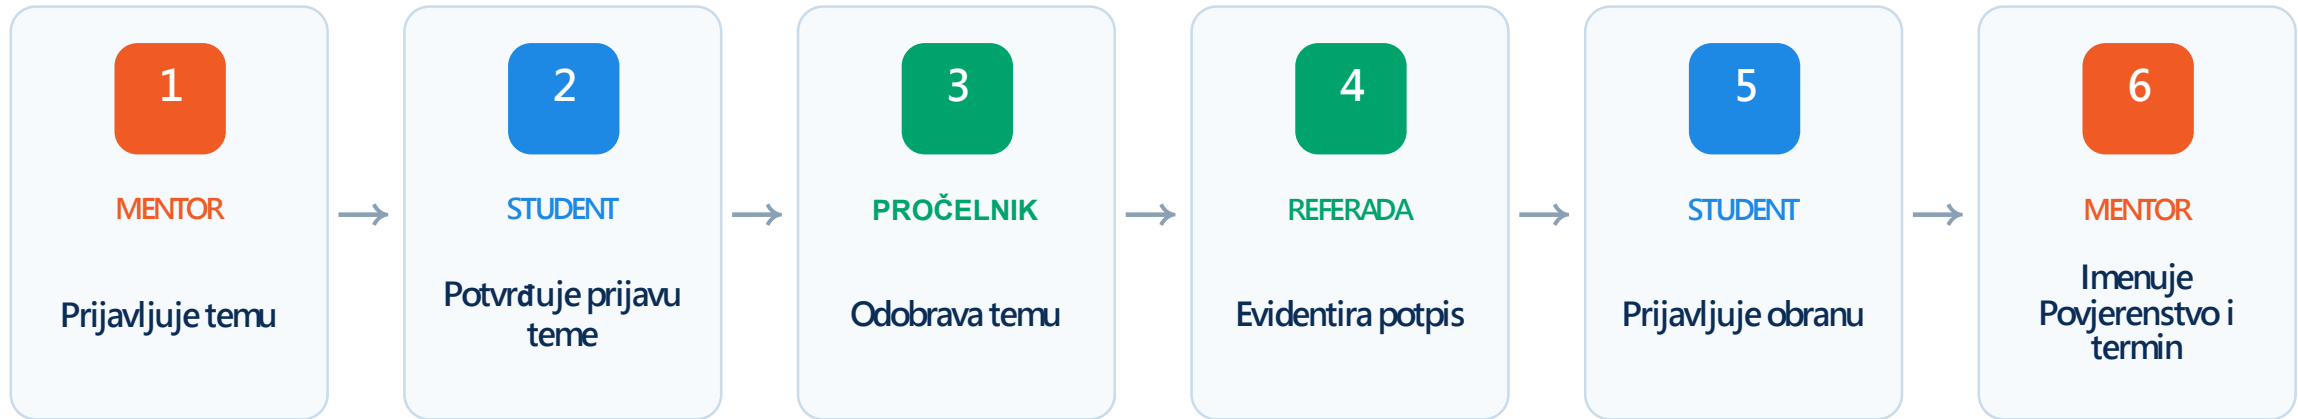 1
MENTOR
Prijavljuje temu
→
2
STUDENT
Potvrđuje prijavu
teme
→
3
PROČELNIK
Odobrava temu
→
4
REFERADA
Evidentira potpis
→
5
STUDENT
Prijavljuje obranu
→
6
MENTOR
Imenuje
Povjerenstvo i
termin